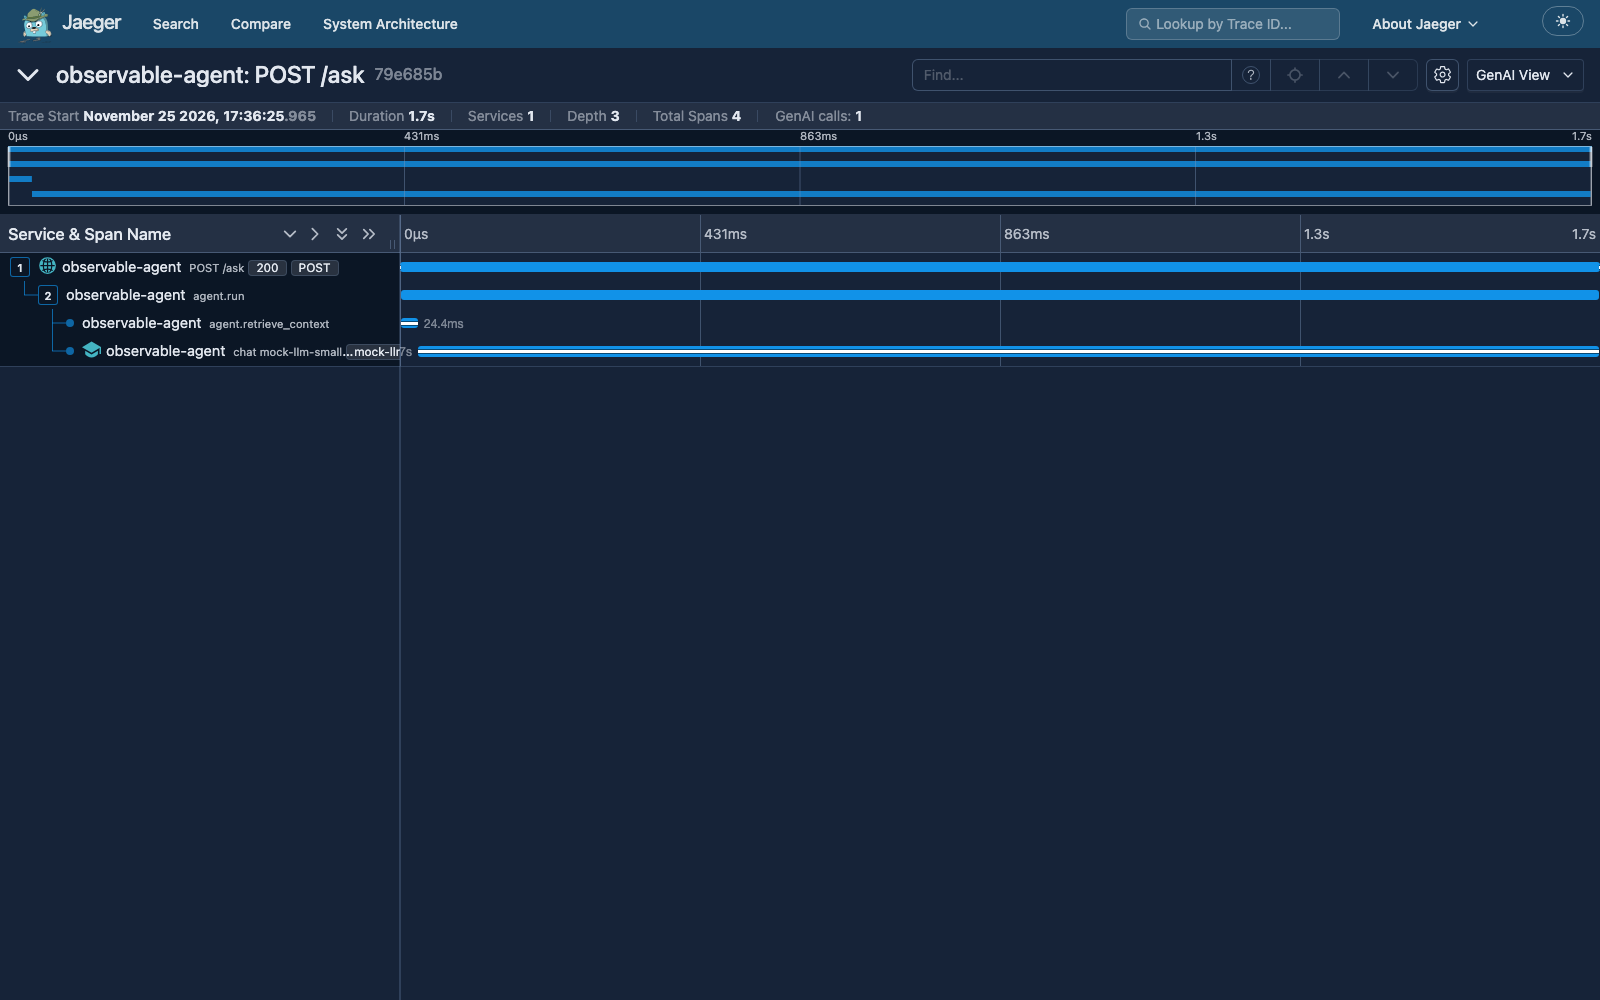 Jaeger Search Compare System Architecture Lookup by Trace ID... About Jaeger
observable-agent: POST /ask 79e685b Find... ? GenAI View
Trace Start November 25 2026, 17:36:25.965 Duration 1.7s Services 1 Depth 3 Total Spans 4 GenAI calls: 1
0μs 431ms 863ms 1.3s 1.7s
Service & Span Name 0μs 431ms 863ms 1.3s 1.7s
1 observable-agent POST /ask 200 POST
2 observable-agent agent.run
observable-agent agent.retrieve_context 24.4ms
observable-agent chat mock-llm-small...